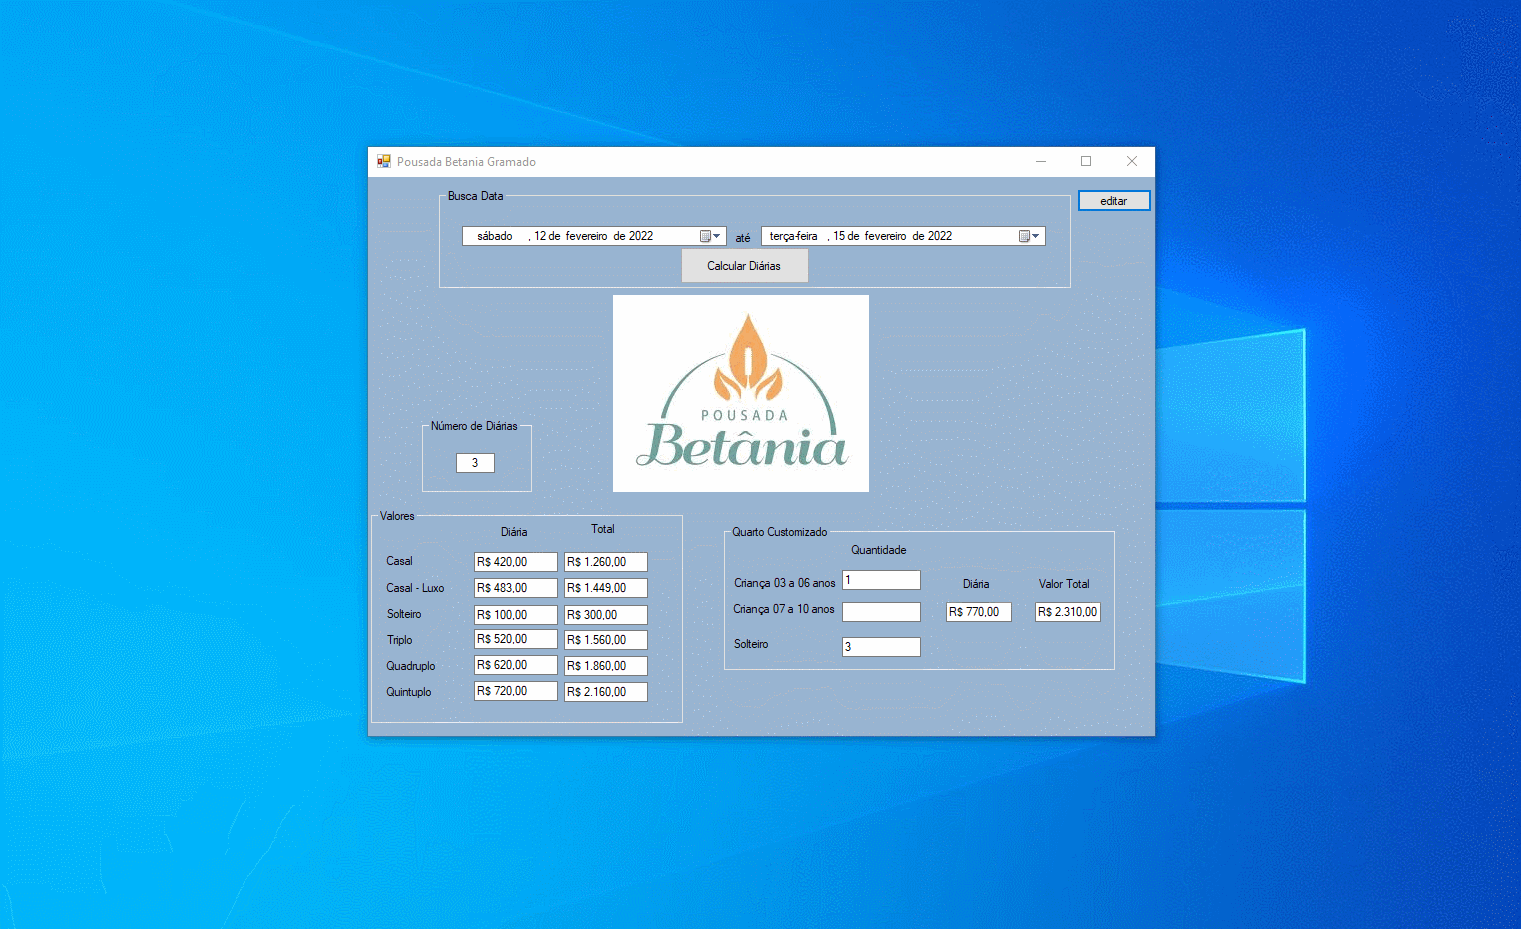 Pousada Betania Gramado
Busca Data
editar
sábado , 12 de fevereiro de 2022 até terça-feira , 15 de fevereiro de 2022
Calcular Diárias
POUSADA
Betânia
Número de Diárias
3
Valores
Diária Total
Casal R$ 420,00 R$ 1.260,00
Casal - Luxo R$ 483,00 R$ 1.449,00
Solteiro R$ 100,00 R$ 300,00
Triplo R$ 520,00 R$ 1.560,00
Quadruplo R$ 620,00 R$ 1.860,00
Quintuplo R$ 720,00 R$ 2.160,00
Quarto Customizado
Quantidade
Criança 03 a 06 anos 1 Diária Valor Total
Criança 07 a 10 anos R$ 770,00 R$ 2.310,00
Solteiro 3